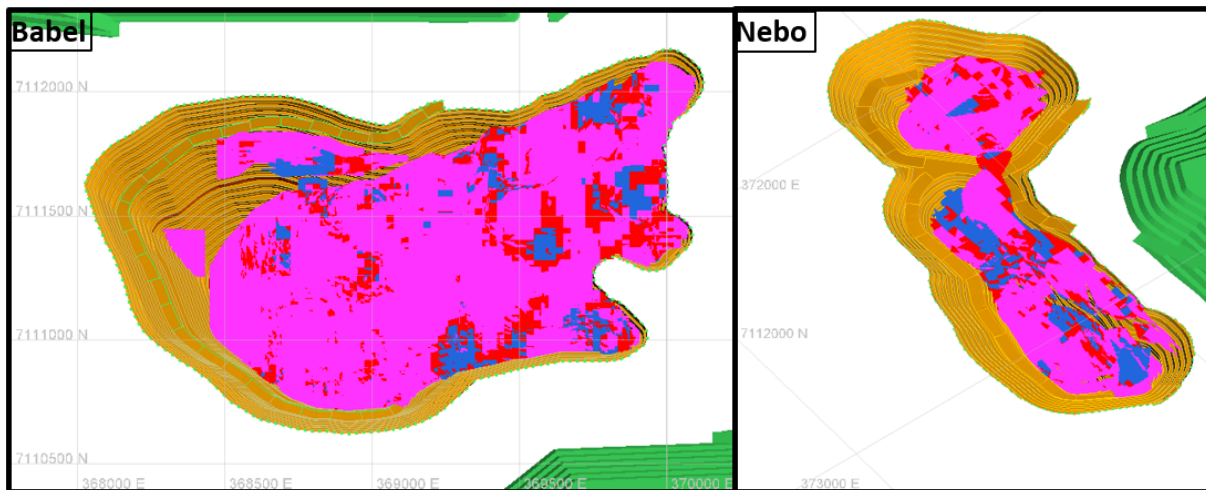 Babel
7112000 N
7111500 N
7111000 N
7110500 N
368000 E
368500 E
369000 E
369500 E
370000 E
Nebo
372000 E
7112000 N
373000 E